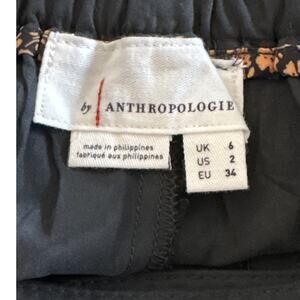 by ANTHROPOLOGIE
made in philippines
fabriqué aux philippines
UK 6
US 2
EU 34